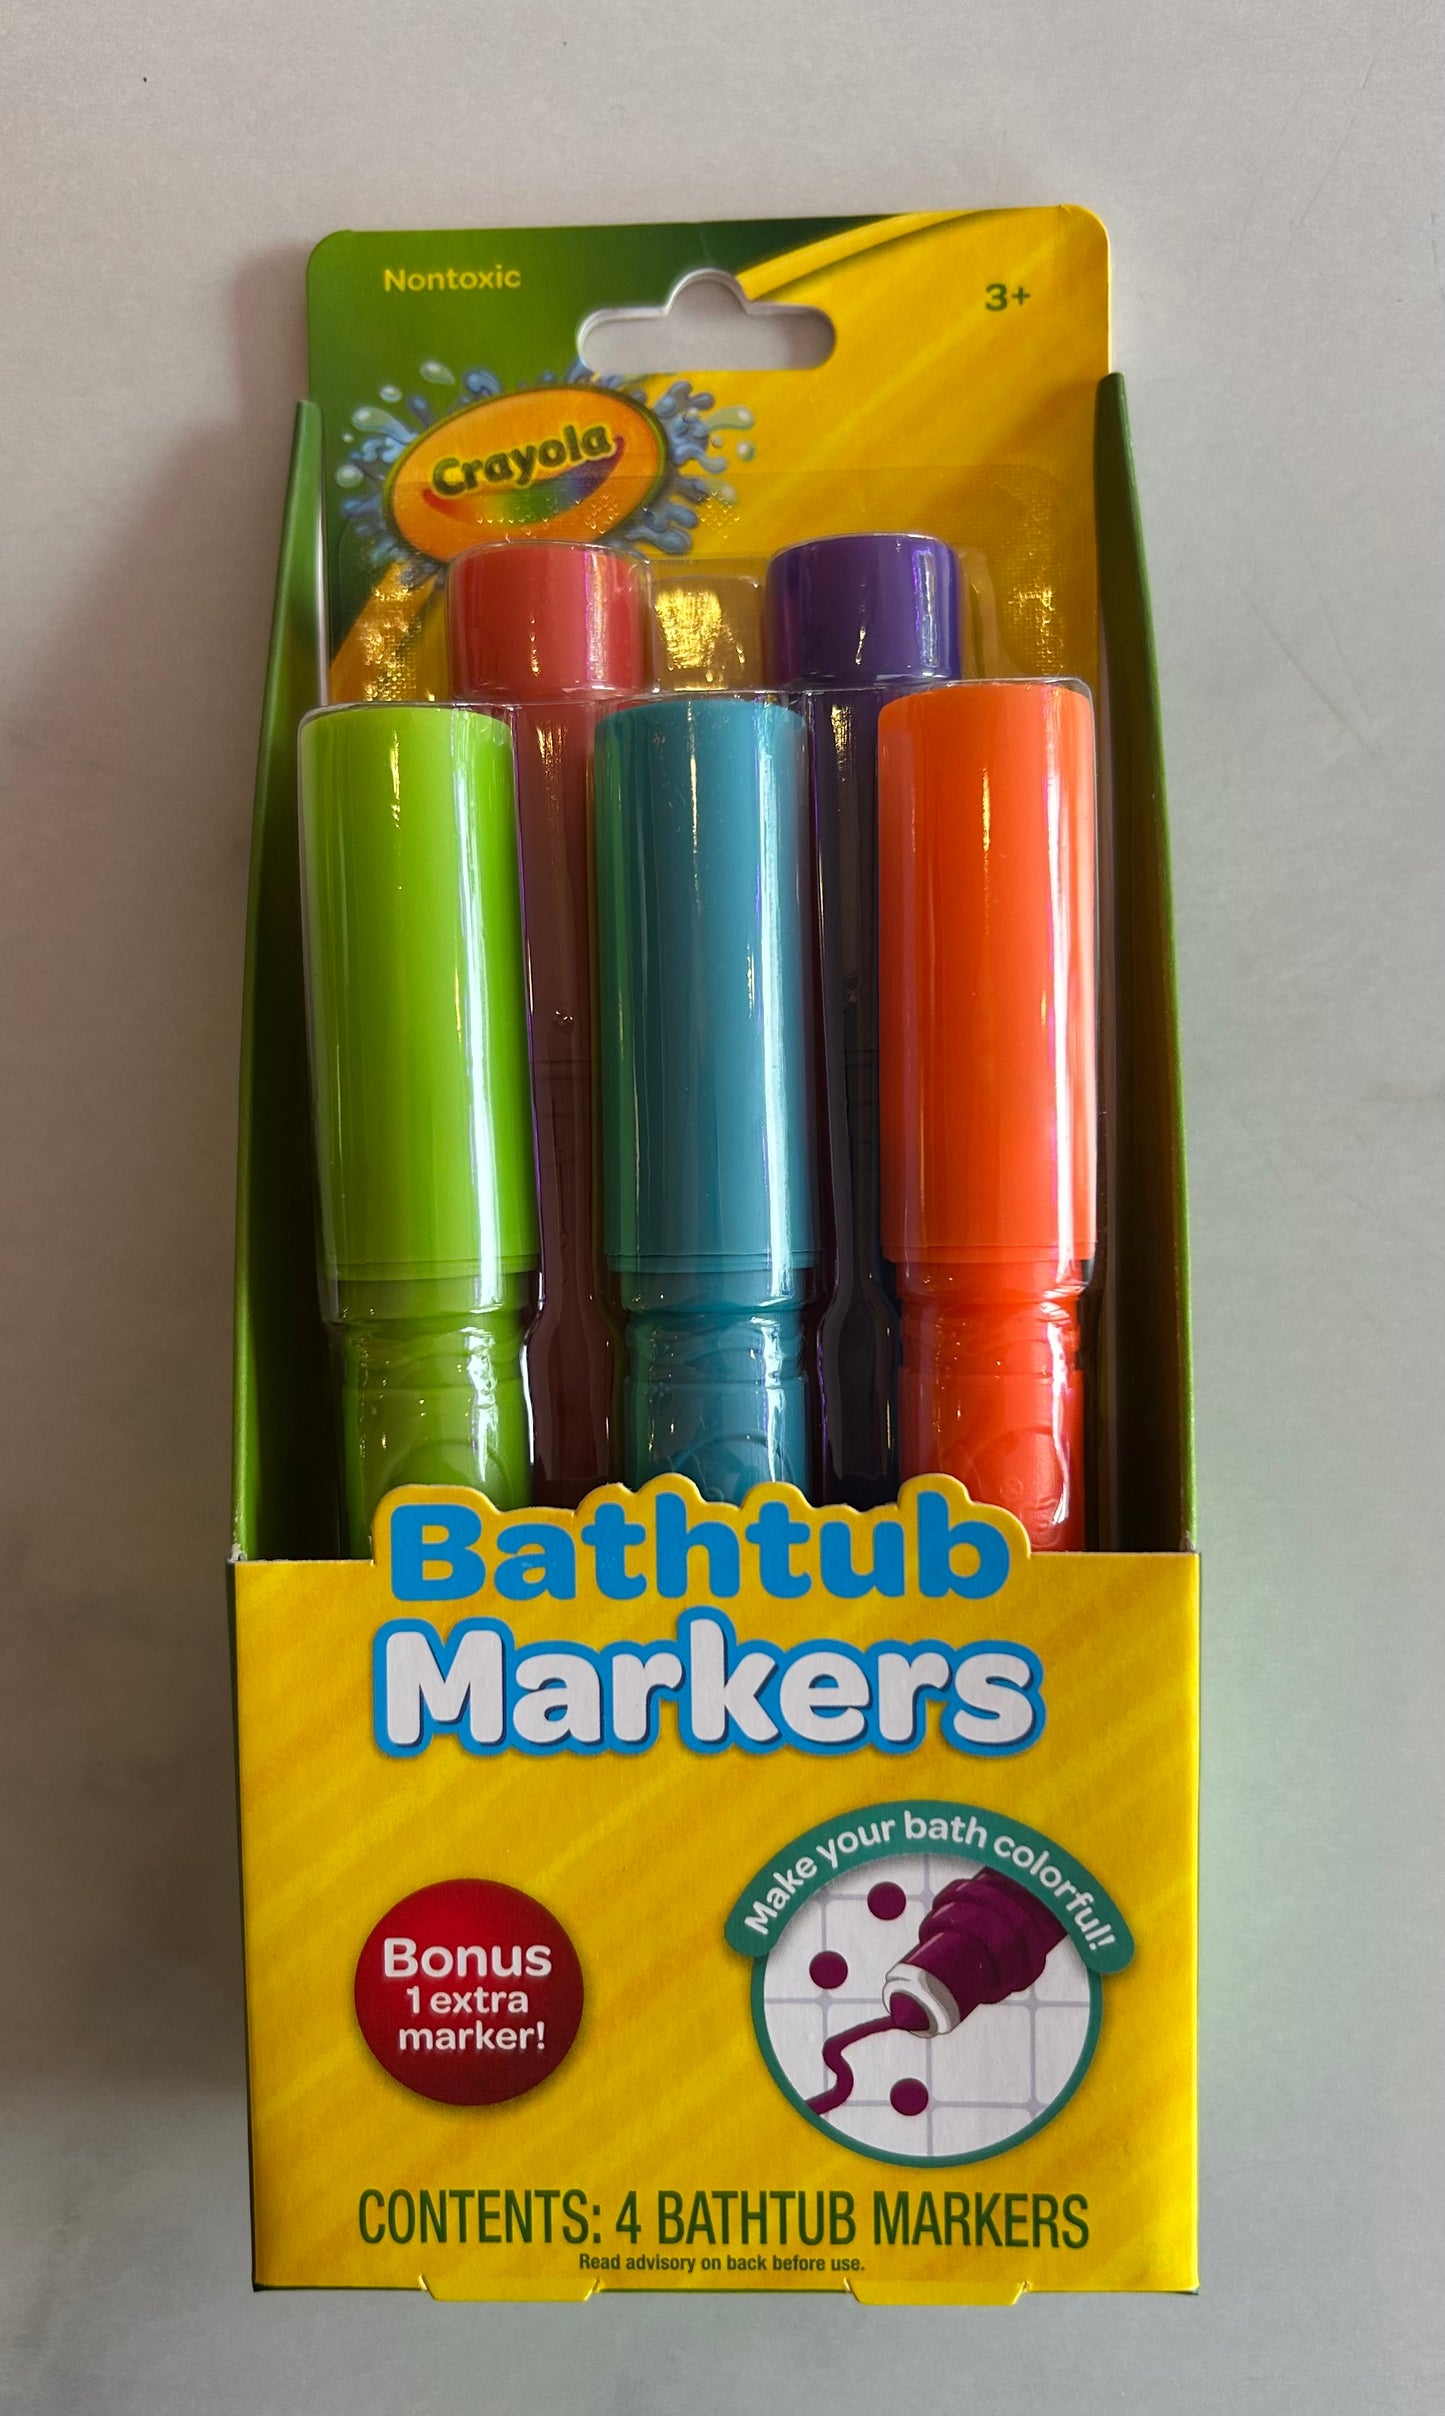 Nontoxic
3+
Crayola
Bathtub
Markers
Make your bath colorful!
Bonus
1 extra
marker!
CONTENTS: 4 BATHTUB MARKERS
Read advisory on back before use.